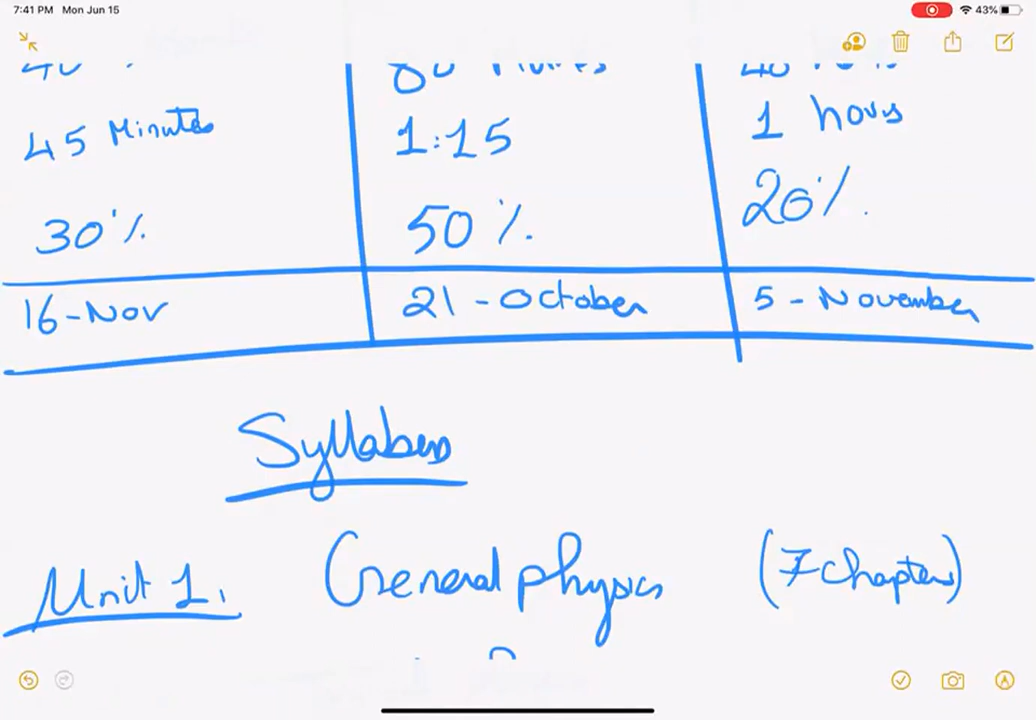 7:41 PM Mon Jun 15 43%
45 Minutes 1:15 1 hours
30% 50% 20%
16-Nov 21-October 5-November
Syllabus
Unit 1. General physics (7 chapters)